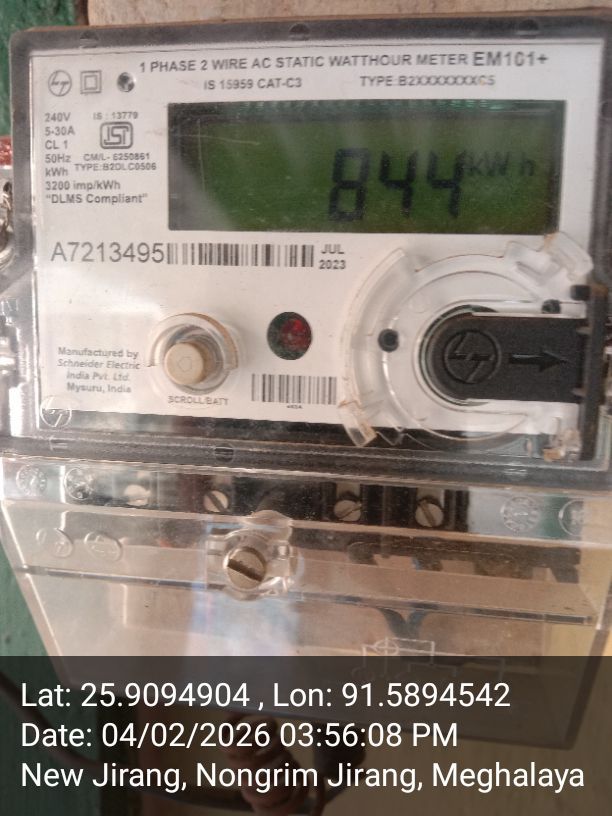 1 PHASE 2 WIRE AC STATIC WATTHOUR METER EM101+
IS 15959 CAT-C3 TYPE:B2XXXXXXXC5
240V
5-30A
CL 1
50Hz
kWh
3200 imp/kWh
"DLMS Compliant"
IS : 13779
ISI
CM/L- 6250861
TYPE:B2DLC0506
844 kWh
A7213495
JUL
2023
Manufactured by
Schneider Electric
India Pvt. Ltd.
Mysuru, India
SCROLL/BATT
Lat: 25.9094904 , Lon: 91.5894542
Date: 04/02/2026 03:56:08 PM
New Jirang, Nongrim Jirang, Meghalaya